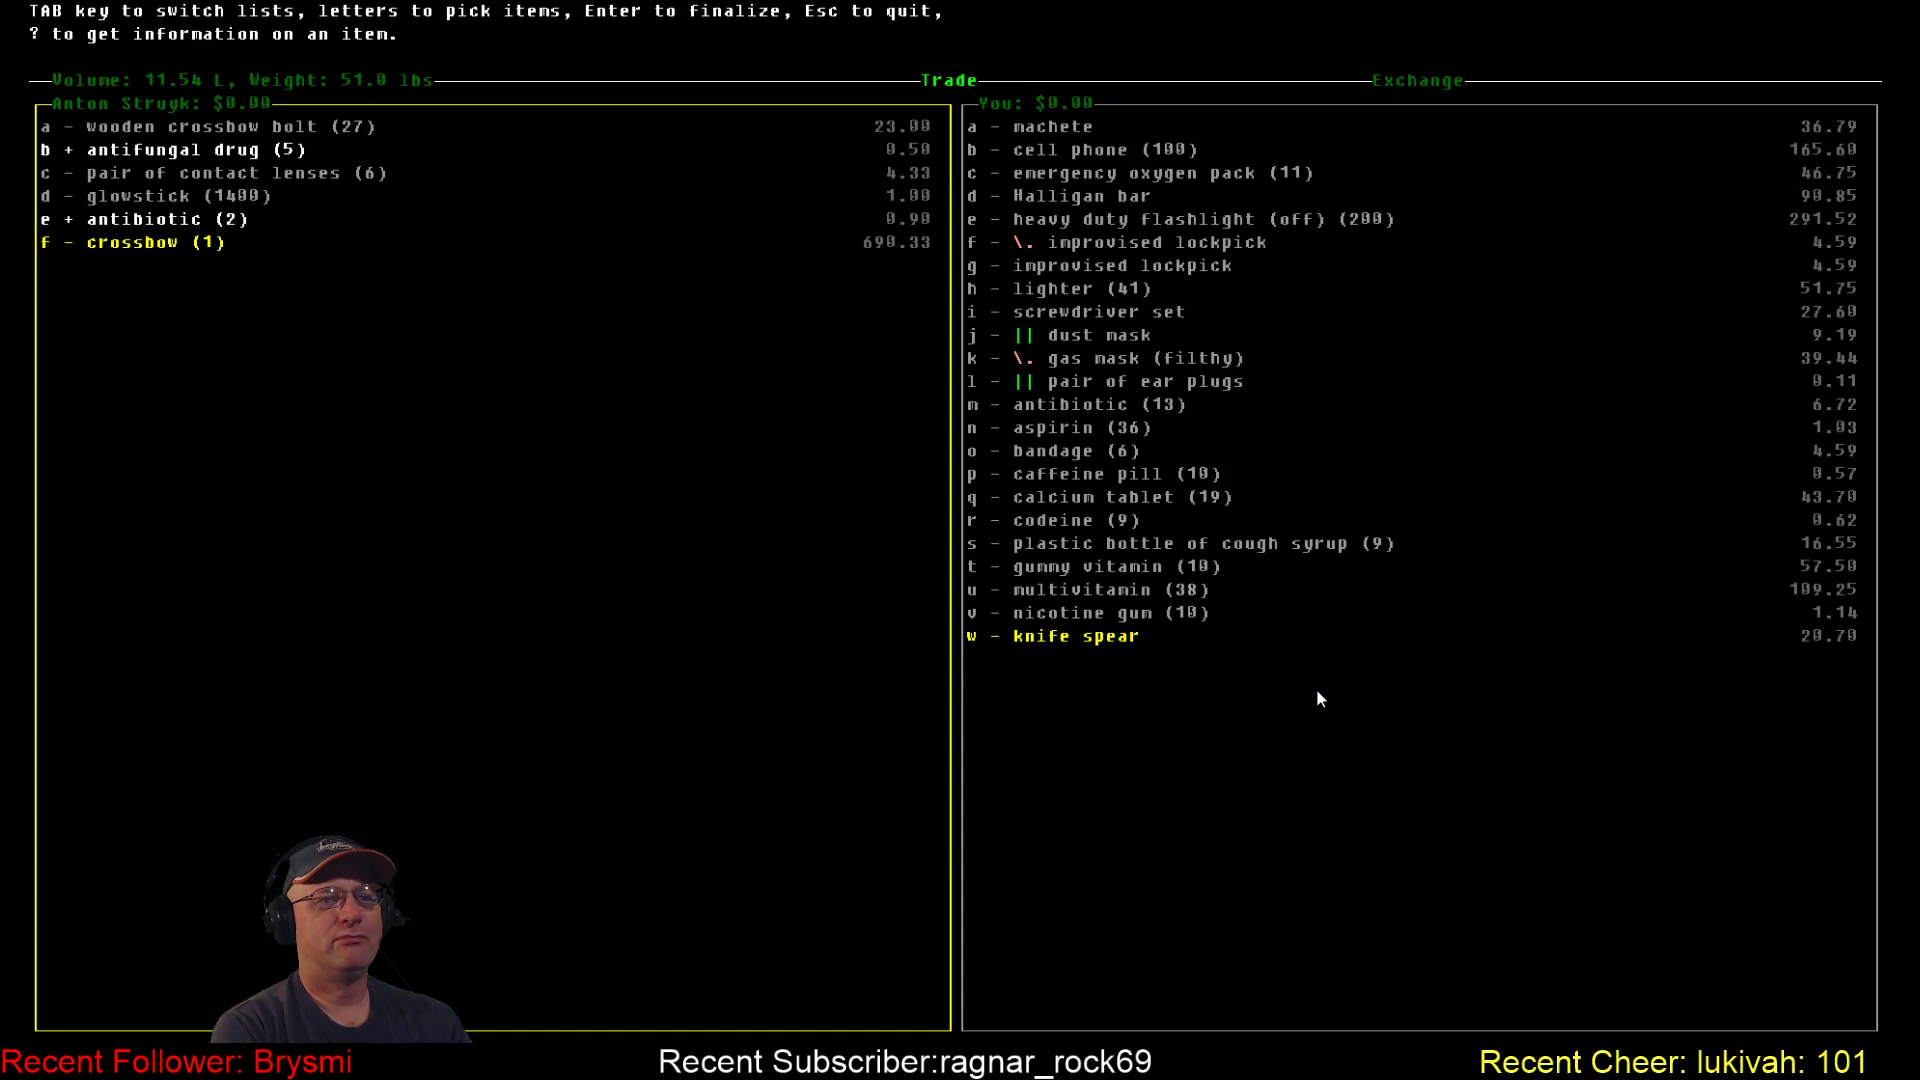 TAB key to switch lists, letters to pick items, Enter to finalize, Esc to quit,
? to get information on an item.
Volume: 11.54 L, Weight: 51.0 lbs
Trade
Exchange
Anton Struyk: $0.00
a - wooden crossbow bolt (27) 23.00
b + antifungal drug (5) 0.50
c - pair of contact lenses (6) 4.33
d - glowstick (1400) 1.00
e + antibiotic (2) 0.90
f - crossbow (1) 690.33
You: $0.00
a - machete 36.79
b - cell phone (100) 165.60
c - emergency oxygen pack (11) 46.75
d - Halligan bar 90.85
e - heavy duty flashlight (off) (200) 291.52
f - \. improvised lockpick 4.59
g - improvised lockpick 4.59
h - lighter (41) 51.75
i - screwdriver set 27.60
j - || dust mask 9.19
k - \. gas mask (filthy) 39.44
l - || pair of ear plugs 0.11
m - antibiotic (13) 6.72
n - aspirin (36) 1.03
o - bandage (6) 4.59
p - caffeine pill (10) 0.57
q - calcium tablet (19) 43.70
r - codeine (9) 0.62
s - plastic bottle of cough syrup (9) 16.55
t - gummy vitamin (10) 57.50
u - multivitamin (38) 109.25
v - nicotine gum (10) 1.14
w - knife spear 20.70
Recent Follower: Brysmi
Recent Subscriber:ragnar_rock69
Recent Cheer: lukivah: 101